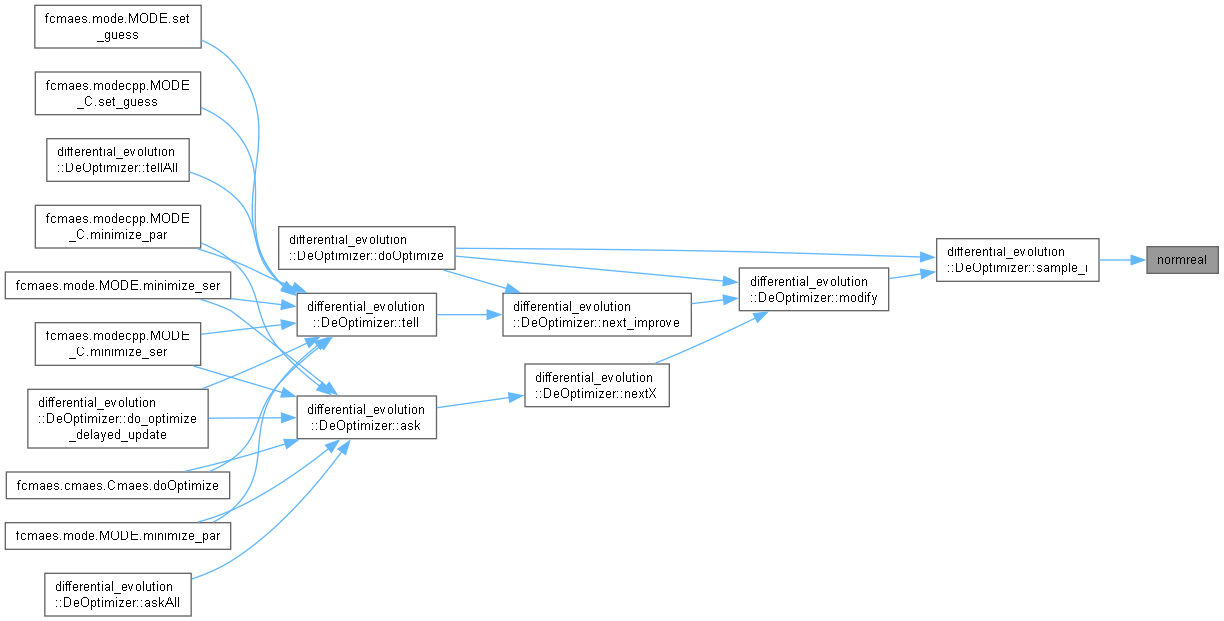 fcmaes.mode.MODE.set
_guess
fcmaes.modecpp.MODE
_C.set_guess
differential_evolution
::DeOptimizer::tellAll
fcmaes.modecpp.MODE
_C.minimize_par
fcmaes.mode.MODE.minimize_ser
fcmaes.modecpp.MODE
_C.minimize_ser
differential_evolution
::DeOptimizer::do_optimize
_delayed_update
fcmaes.cmaes.Cmaes.doOptimize
fcmaes.mode.MODE.minimize_par
differential_evolution
::DeOptimizer::askAll
differential_evolution
::DeOptimizer::doOptimize
differential_evolution
::DeOptimizer::tell
differential_evolution
::DeOptimizer::ask
differential_evolution
::DeOptimizer::next_improve
differential_evolution
::DeOptimizer::nextX
differential_evolution
::DeOptimizer::modify
differential_evolution
::DeOptimizer::sample_i
normreal